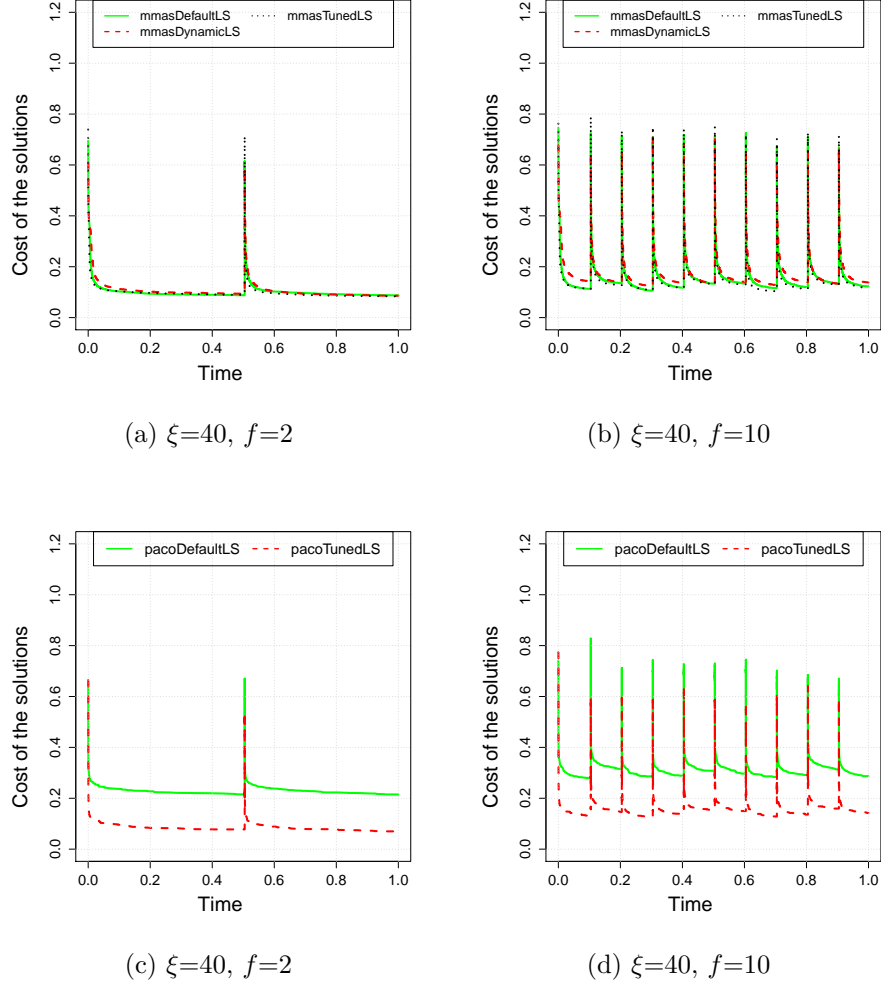 mmasDefaultLS mmasTunedLS
mmasDynamicLS
Cost of the solutions
0.0 0.2 0.4 0.6 0.8 1.0 1.2
0.0 0.2 0.4 0.6 0.8 1.0
Time
(a) ξ=40, f=2
mmasDefaultLS mmasTunedLS
mmasDynamicLS
Cost of the solutions
0.0 0.2 0.4 0.6 0.8 1.0 1.2
0.0 0.2 0.4 0.6 0.8 1.0
Time
(b) ξ=40, f=10
pacoDefaultLS pacoTunedLS
Cost of the solutions
0.0 0.2 0.4 0.6 0.8 1.0 1.2
0.0 0.2 0.4 0.6 0.8 1.0
Time
(c) ξ=40, f=2
pacoDefaultLS pacoTunedLS
Cost of the solutions
0.0 0.2 0.4 0.6 0.8 1.0 1.2
0.0 0.2 0.4 0.6 0.8 1.0
Time
(d) ξ=40, f=10